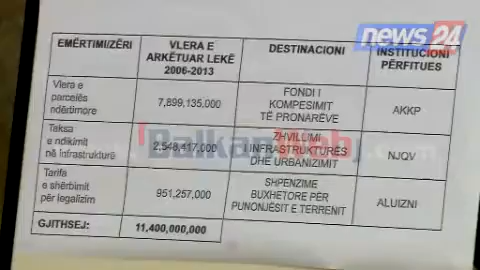 news24
EMËRTIMI/ZËRI
VLERA E
ARKËTUAR LEKË
2006-2013
DESTINACIONI
INSTITUCIONI
PËRFITUES
Vlera e
parcelës
ndërtimore
7,899,135,000
FONDI I
KOMPESIMIT
TË PRONARËVE
AKKP
Taksa
e ndikimit
në infrastrukturë
2,548,417,000
ZHVILLIMI
I INFRASTRUKTURËS
DHE URBANIZIMIT
NJQV
BalkanWeb
.com
Tarifa
e shërbimit
për legalizim
951,257,000
SHPENZIME
BUXHETORE PËR
PUNONJËSIT E TERRENIT
ALUIZNI
GJITHSEJ:
11,400,000,000